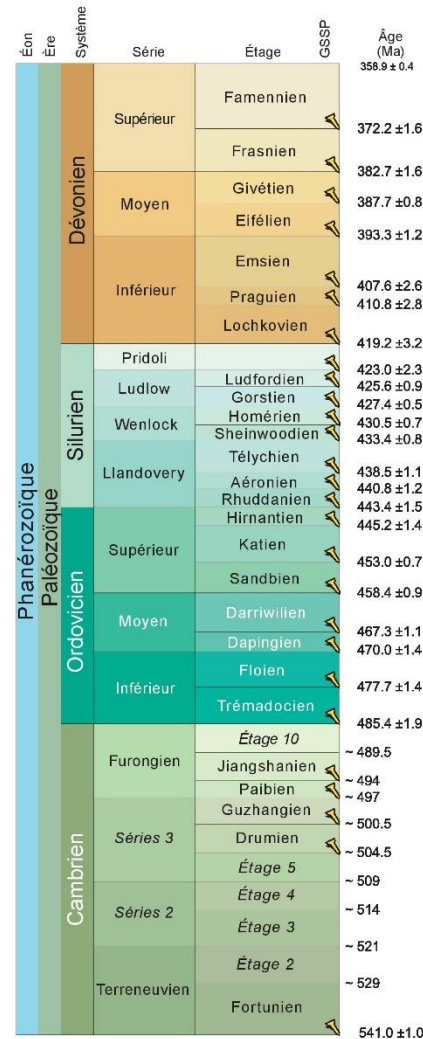 Éon Ère Système Série Étage GSSP Âge (Ma)
358.9 ± 0.4
Phanérozoïque
Paléozoïque
Dévonien
Supérieur
Famennien
372.2 ±1.6
Frasnien
382.7 ±1.6
Moyen
Givétien
387.7 ±0.8
Eifélien
393.3 ±1.2
Inférieur
Emsien
407.6 ±2.6
Praguien
410.8 ±2.8
Lochkovien
419.2 ±3.2
Silurien
Pridoli
423.0 ±2.3
Ludlow
Ludfordien
425.6 ±0.9
Gorstien
427.4 ±0.5
Wenlock
Homérien
430.5 ±0.7
Sheinwoodien
433.4 ±0.8
Llandovery
Télychien
438.5 ±1.1
Aéronien
440.8 ±1.2
Rhuddanien
443.4 ±1.5
Ordovicien
Supérieur
Hirnantien
445.2 ±1.4
Katien
453.0 ±0.7
Sandbien
458.4 ±0.9
Moyen
Darriwilien
467.3 ±1.1
Dapingien
470.0 ±1.4
Inférieur
Floien
477.7 ±1.4
Trémadocien
485.4 ±1.9
Cambrien
Furongien
Étage 10
~ 489.5
Jiangshanien
~ 494
Paibien
~ 497
Séries 3
Guzhangien
~ 500.5
Drumien
~ 504.5
Étage 5
~ 509
Séries 2
Étage 4
~ 514
Étage 3
~ 521
Terreneuvien
Étage 2
~ 529
Fortunien
541.0 ±1.0